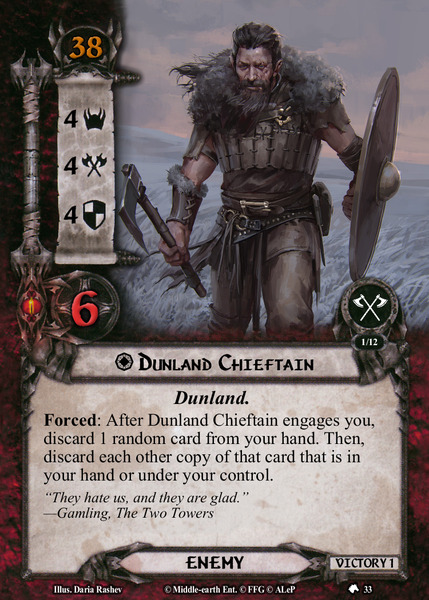 38
4
4
4
6
1/12
Dunland Chieftain
Dunland.
Forced: After Dunland Chieftain engages you,
discard 1 random card from your hand. Then,
discard each other copy of that card that is in
your hand or under your control.
“They hate us, and they are glad.”
—Gamling, The Two Towers
ENEMY
VICTORY 1
Illus. Daria Rashev
© Middle-earth Ent. © FFG © ALeP
33